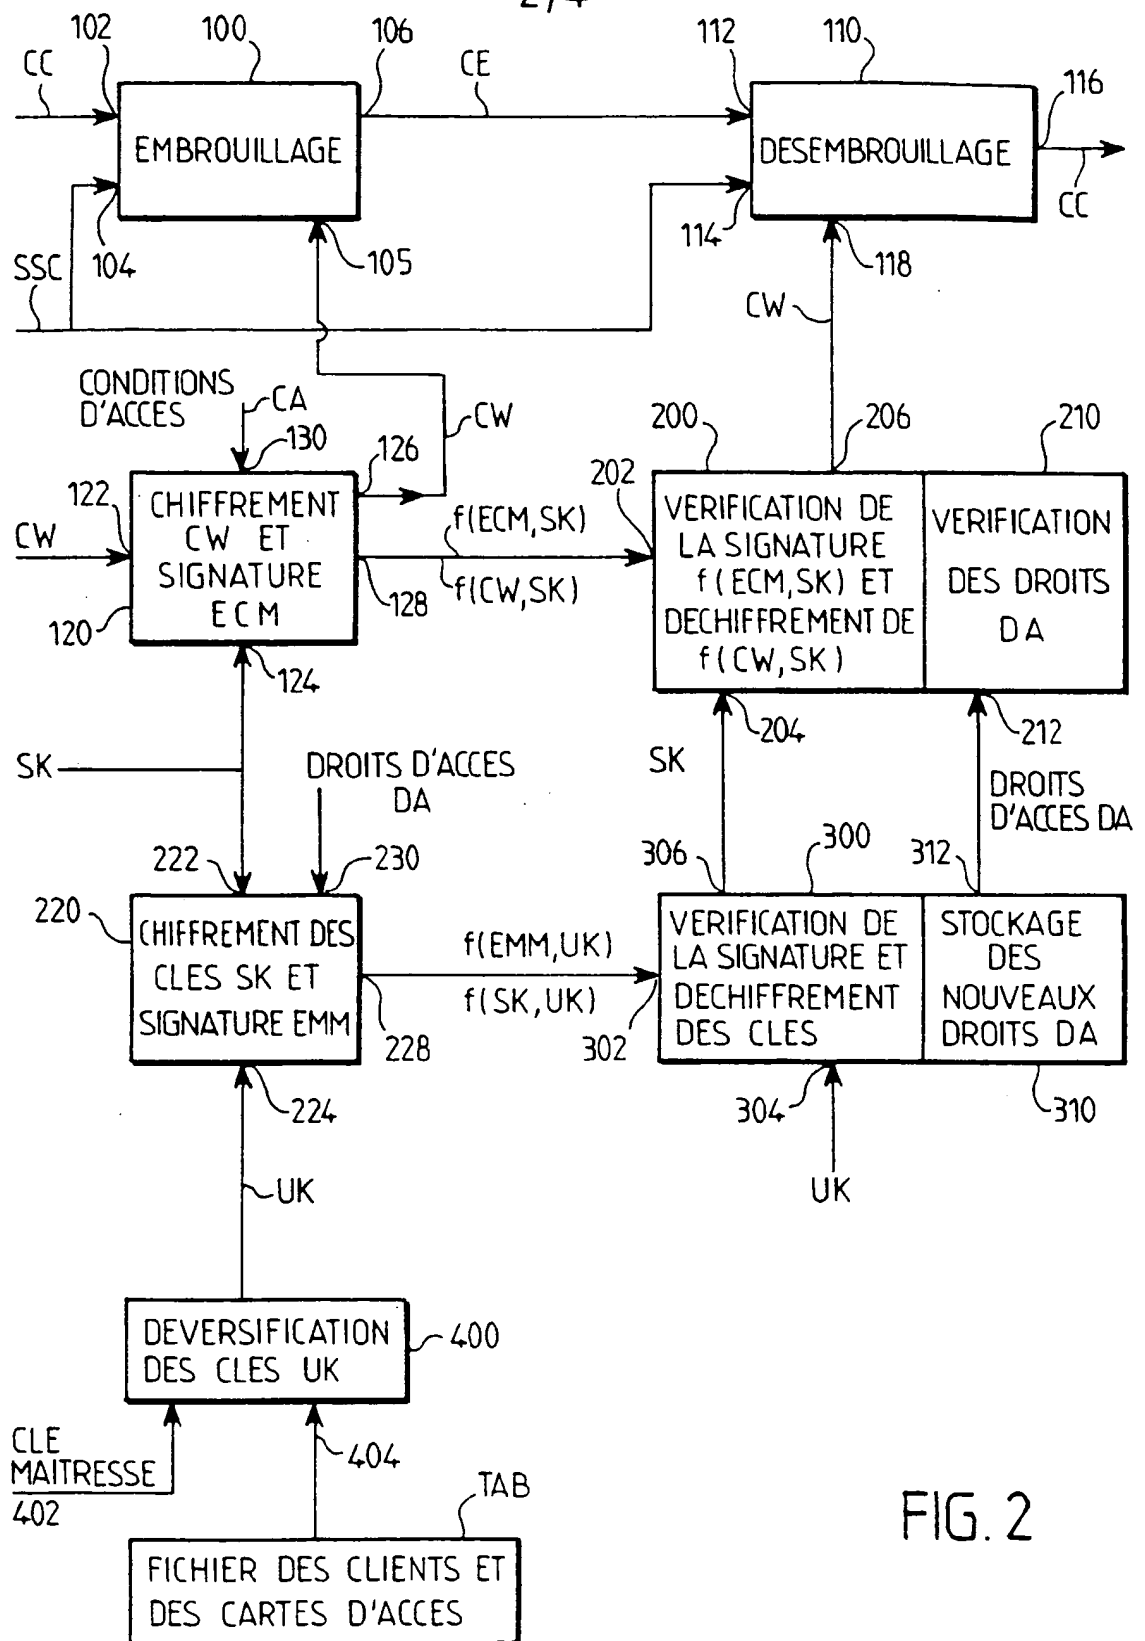 2/4
102
100
106
112
110
CC
CE
116
EMBROUILLAGE
DESEMBROUILLAGE
CC
104
105
114
118
SSC
CW
CONDITIONS
D'ACCES
CA
CW
130
126
200
206
210
122
202
CW
CHIFFREMENT
CW ET
SIGNATURE
ECM
f(ECM,SK)
f(CW,SK)
VERIFICATION DE
LA SIGNATURE
f(ECM,SK) ET
DECHIFFREMENT DE
f(CW,SK)
VERIFICATION
DES DROITS
DA
120
128
124
204
212
SK
DROITS D'ACCES
DA
SK
DROITS
D'ACCES DA
222
230
306
300
312
220
CHIFFREMENT DES
CLES SK ET
SIGNATURE EMM
f(EMM,UK)
f(SK,UK)
VERIFICATION DE
LA SIGNATURE ET
DECHIFFREMENT
DES CLES
STOCKAGE
DES
NOUVEAUX
DROITS DA
228
302
224
304
310
UK
UK
DEVERSIFICATION
DES CLES UK
400
CLE
MAITRESSE
402
404
TAB
FICHIER DES CLIENTS ET
DES CARTES D'ACCES
FIG. 2